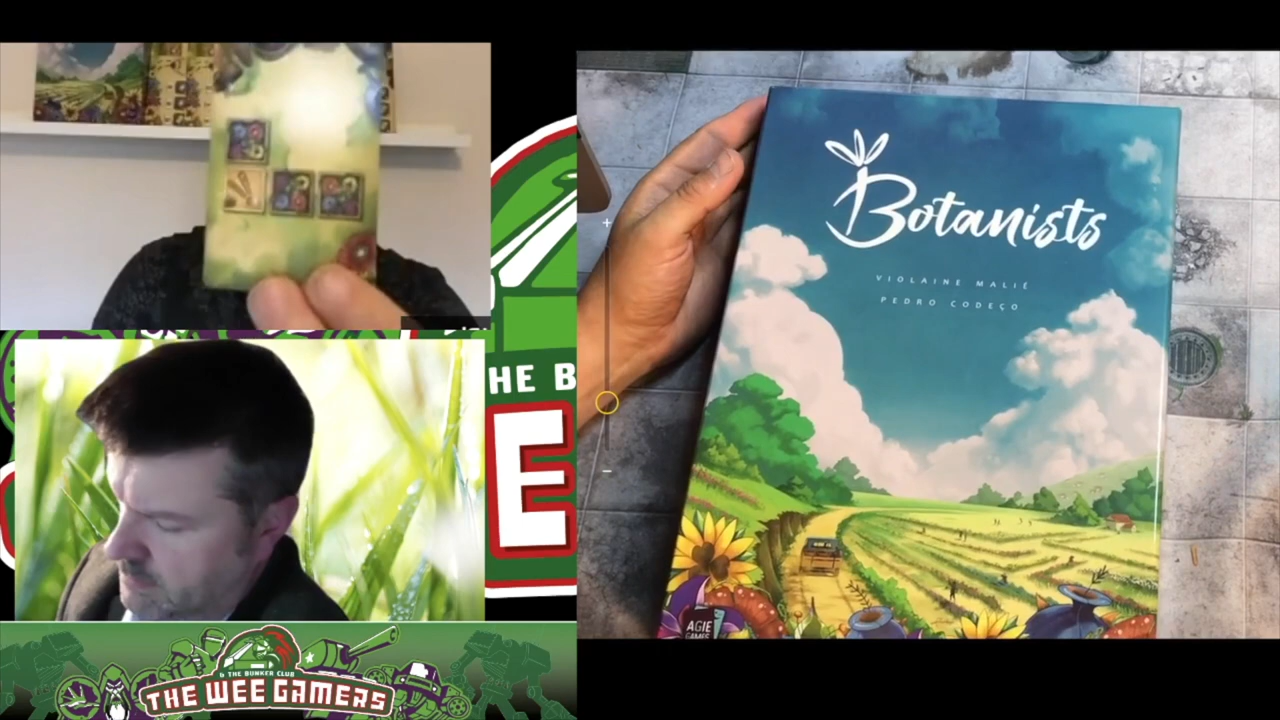 Botanists
VIOLAINE MALIÉ
PEDRO CODEÇO
AGIE
GAMES
HE B
E
& THE BUNKER CLUB
THE WEE GAMERS